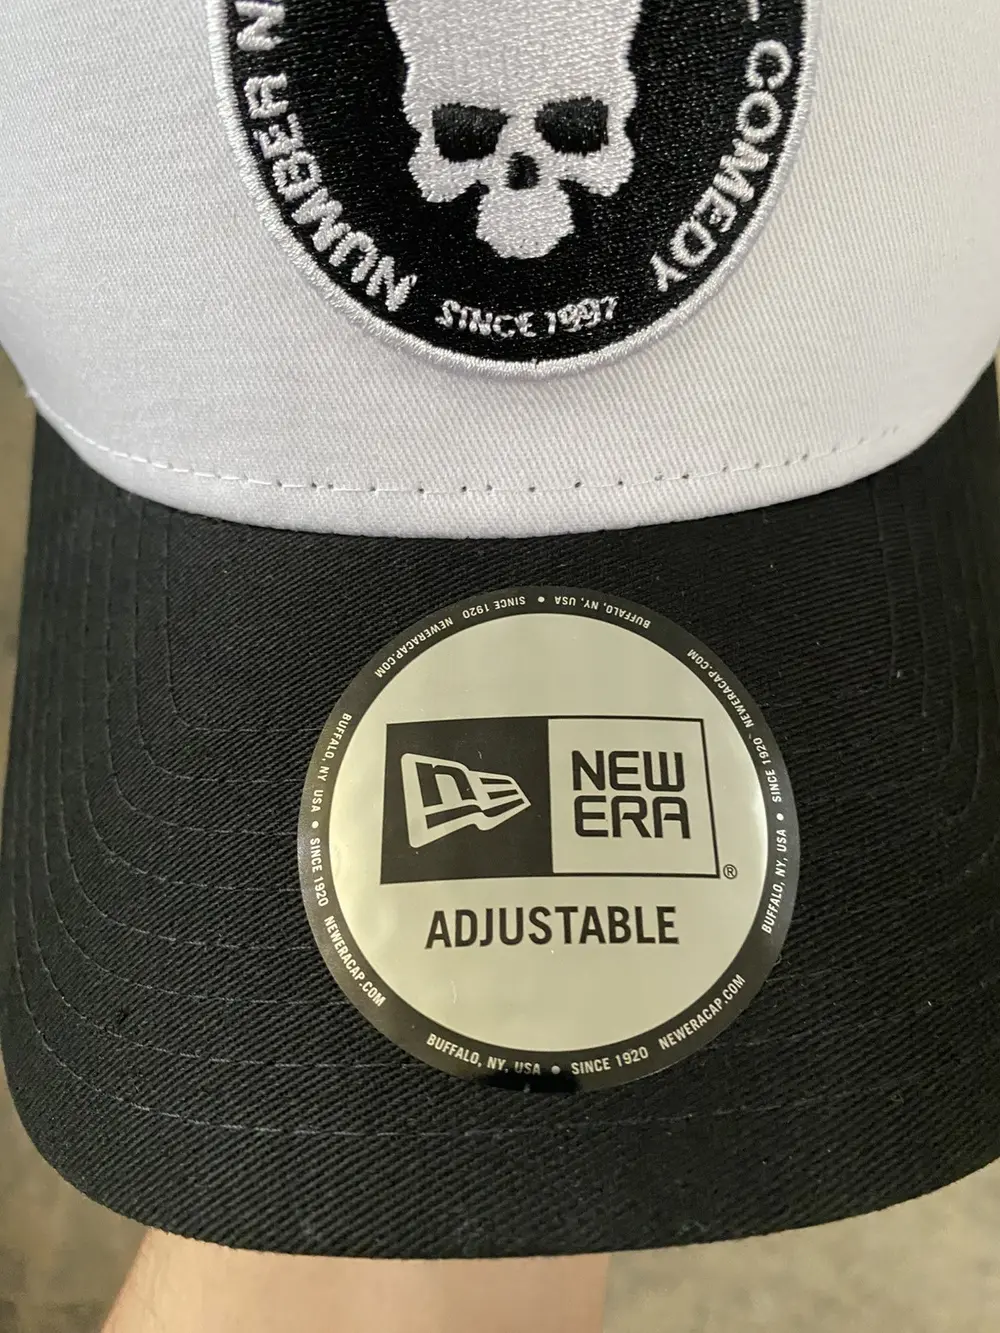 NUMBER N
COMEDY
SINCE 1997
NE
NEW
ERA
®
ADJUSTABLE
BUFFALO, NY, USA • SINCE 1920 NEWERACAP.COM
BUFFALO, NY, USA • SINCE 1920 NEWERACAP.COM
BUFFALO, NY, USA • SINCE 1920 NEWERACAP.COM
BUFFALO, NY USA • SINCE 1920 NEWERACAP.COM